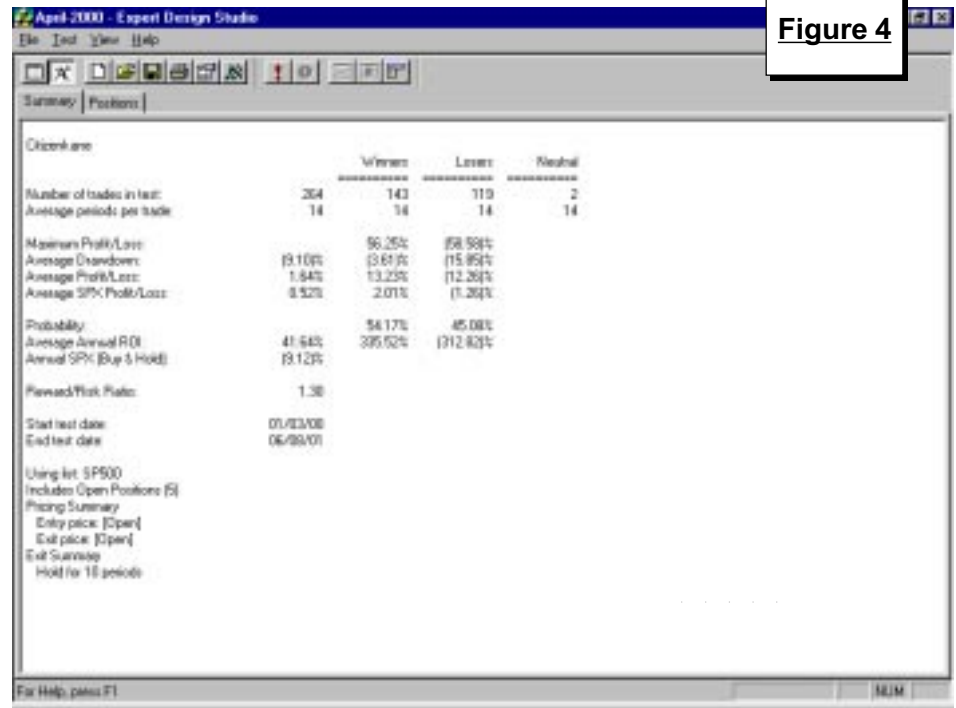 April-2000 - Expert Design Studio
Figure 4
File Test View Help
Summary Positions
Citizenkane
Winners Losers Neutral
========== ========== ==========
Number of trades in test: 264 143 119 2
Average periods per trade: 14 14 14 14
Maximum Profit/Loss: 56.25% (58.58)%
Average Drawdown: (9.10)% (3.61)% (15.85)%
Average Profit/Loss: 1.64% 13.23% (12.26)%
Average SPX Profit/Loss: 0.52% 2.01% (1.26)%
Probability: 54.17% 45.08%
Average Annual ROI: 41.64% (312.82)%
Annual SPX (Buy & Hold): (9.12)%
Reward/Risk Ratio: 1.30
Start test date: 01/03/00
End test date: 06/08/01
Using list: SP500
Includes Open Positions (5)
Pricing Summary
Entry price: [Open]
Exit price: [Open]
Exit Summary
Hold for 10 periods
For Help, press F1
NUM